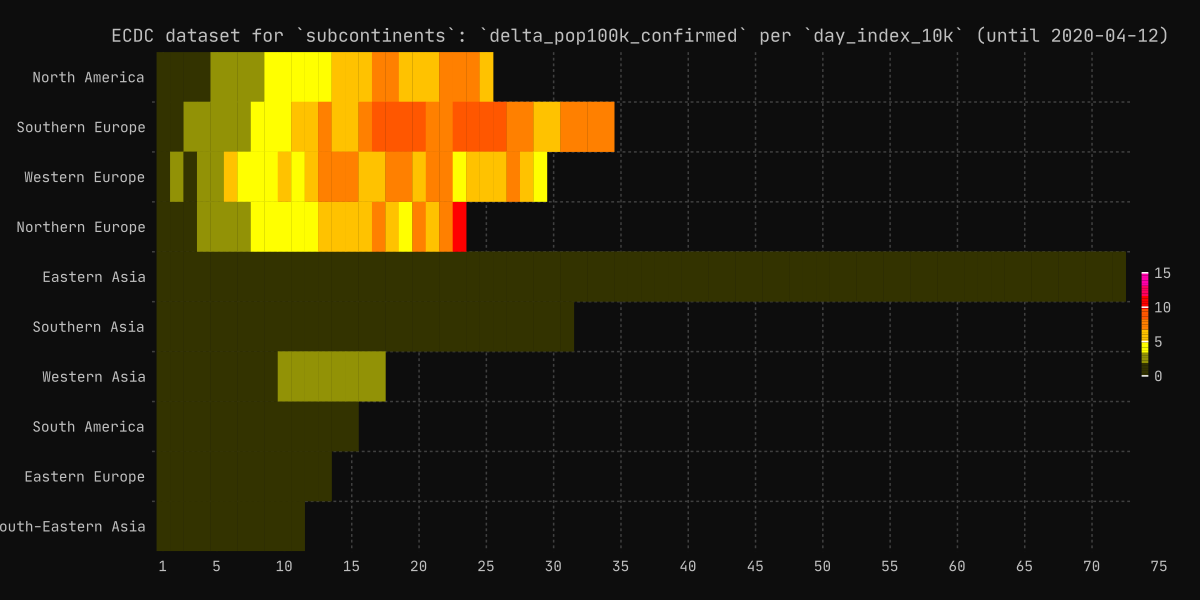 ECDC dataset for `subcontinents`: `delta_pop100k_confirmed` per `day_index_10k` (until 2020-04-12)
North America
Southern Europe
Western Europe
Northern Europe
Eastern Asia
Southern Asia
Western Asia
South America
Eastern Europe
outh-Eastern Asia
15
10
5
0
1 5 10 15 20 25 30 35 40 45 50 55 60 65 70 75